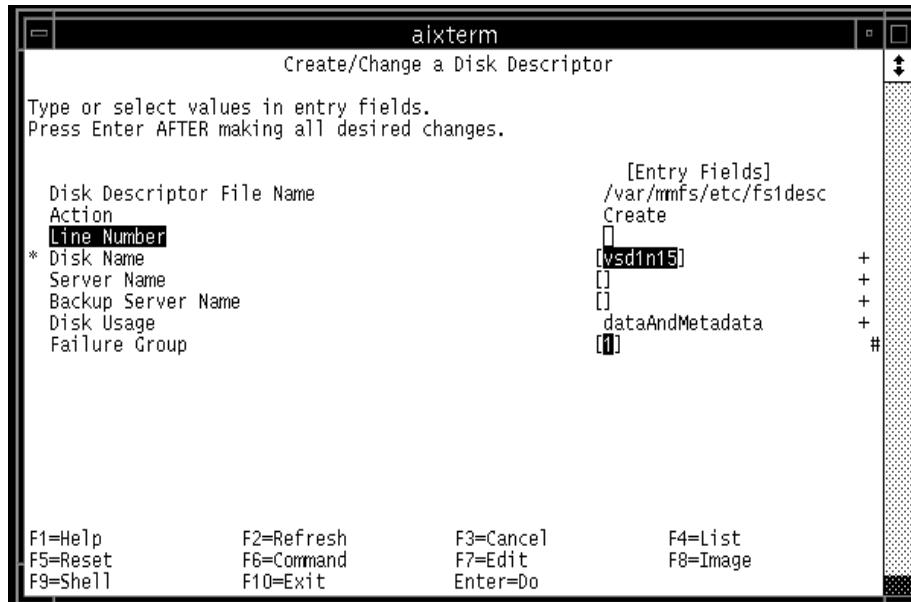 aixterm
Create/Change a Disk Descriptor
Type or select values in entry fields.
Press Enter AFTER making all desired changes.
[Entry Fields]
Disk Descriptor File Name /var/mmfs/etc/fs1desc
Action Create
Line Number
* Disk Name [vsd1n15] +
Server Name [] +
Backup Server Name [] +
Disk Usage dataAndMetadata +
Failure Group [1] #
F1=Help F2=Refresh F3=Cancel F4=List
F5=Reset F6=Command F7=Edit F8=Image
F9=Shell F10=Exit Enter=Do